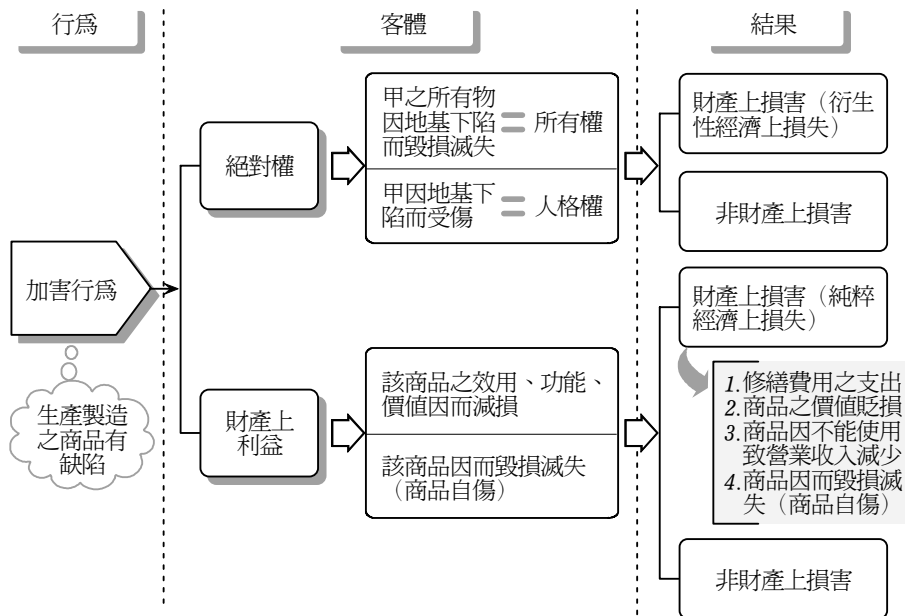 行為
客體
結果
加害行為
生產製造
之商品有
缺陷
絕對權
甲之所有物
因地基下陷
而毀損滅失
=
所有權
甲因地基下
陷而受傷
=
人格權
財產上損害（衍生
性經濟上損失）
非財產上損害
財產上
利益
該商品之效用、功能、
價值因而減損
該商品因而毀損滅失
（商品自傷）
財產上損害（純粹
經濟上損失）
1.修繕費用之支出
2.商品之價值貶損
3.商品因不能使用
致營業收入減少
4.商品因而毀損滅
失（商品自傷）
非財產上損害